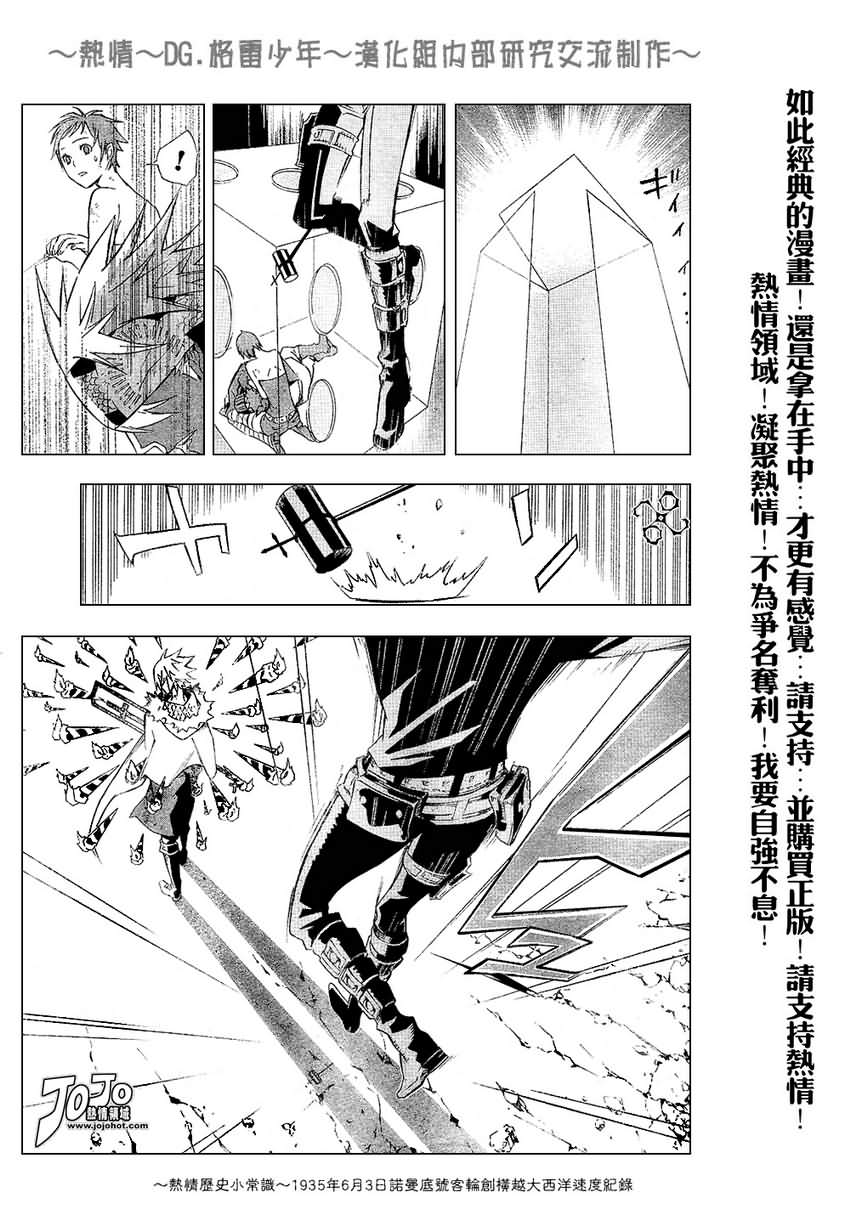 ～熱情～DG.格雷少年～漢化組內部研究交流制作～
如此經典的漫畫！還是拿在手中…才更有感覺…請支持…並購買正版！請支持熱情！
熱情領域！凝聚熱情！不為爭名奪利！我要自強不息！
ギィィ
！
JOJO
熱情領域
www.jojohot.com
～熱情歷史小常識～1935年6月3日諾曼底號客輪創橫越大西洋速度紀錄